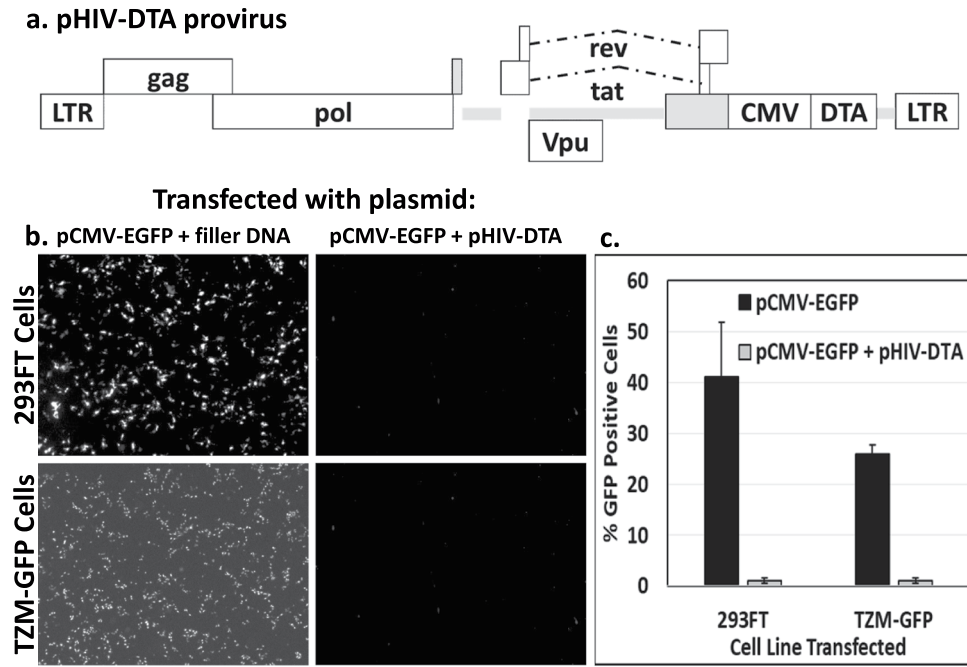 a. pHIV-DTA provirus
rev
gag
tat
LTR
pol
CMV
DTA
LTR
Vpu
Transfected with plasmid:
b. pCMV-EGFP + filler DNA
pCMV-EGFP + pHIV-DTA
293FT Cells
TZM-GFP Cells
c.
% GFP Positive Cells
60
50
40
30
20
10
0
pCMV-EGFP
pCMV-EGFP + pHIV-DTA
293FT
TZM-GFP
Cell Line Transfected